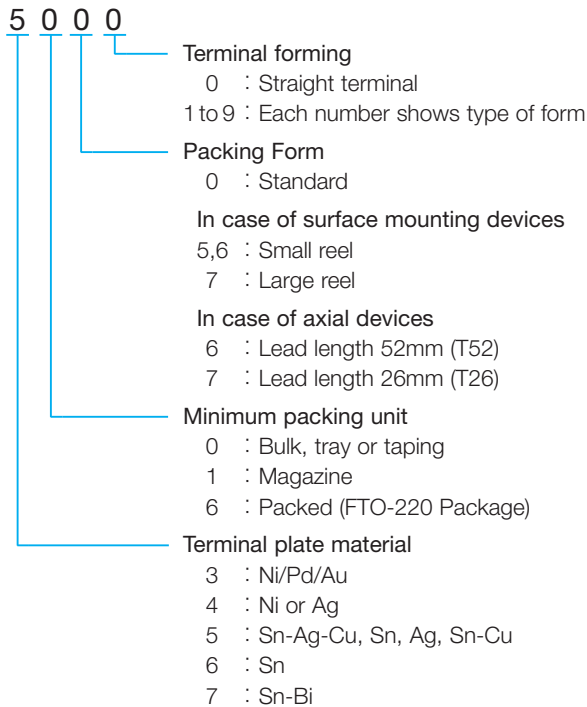 5 0 0 0
Terminal forming
0 : Straight terminal
1 to 9 : Each number shows type of form
Packing Form
0 : Standard
In case of surface mounting devices
5,6 : Small reel
7 : Large reel
In case of axial devices
6 : Lead length 52mm (T52)
7 : Lead length 26mm (T26)
Minimum packing unit
0 : Bulk, tray or taping
1 : Magazine
6 : Packed (FTO-220 Package)
Terminal plate material
3 : Ni/Pd/Au
4 : Ni or Ag
5 : Sn-Ag-Cu, Sn, Ag, Sn-Cu
6 : Sn
7 : Sn-Bi